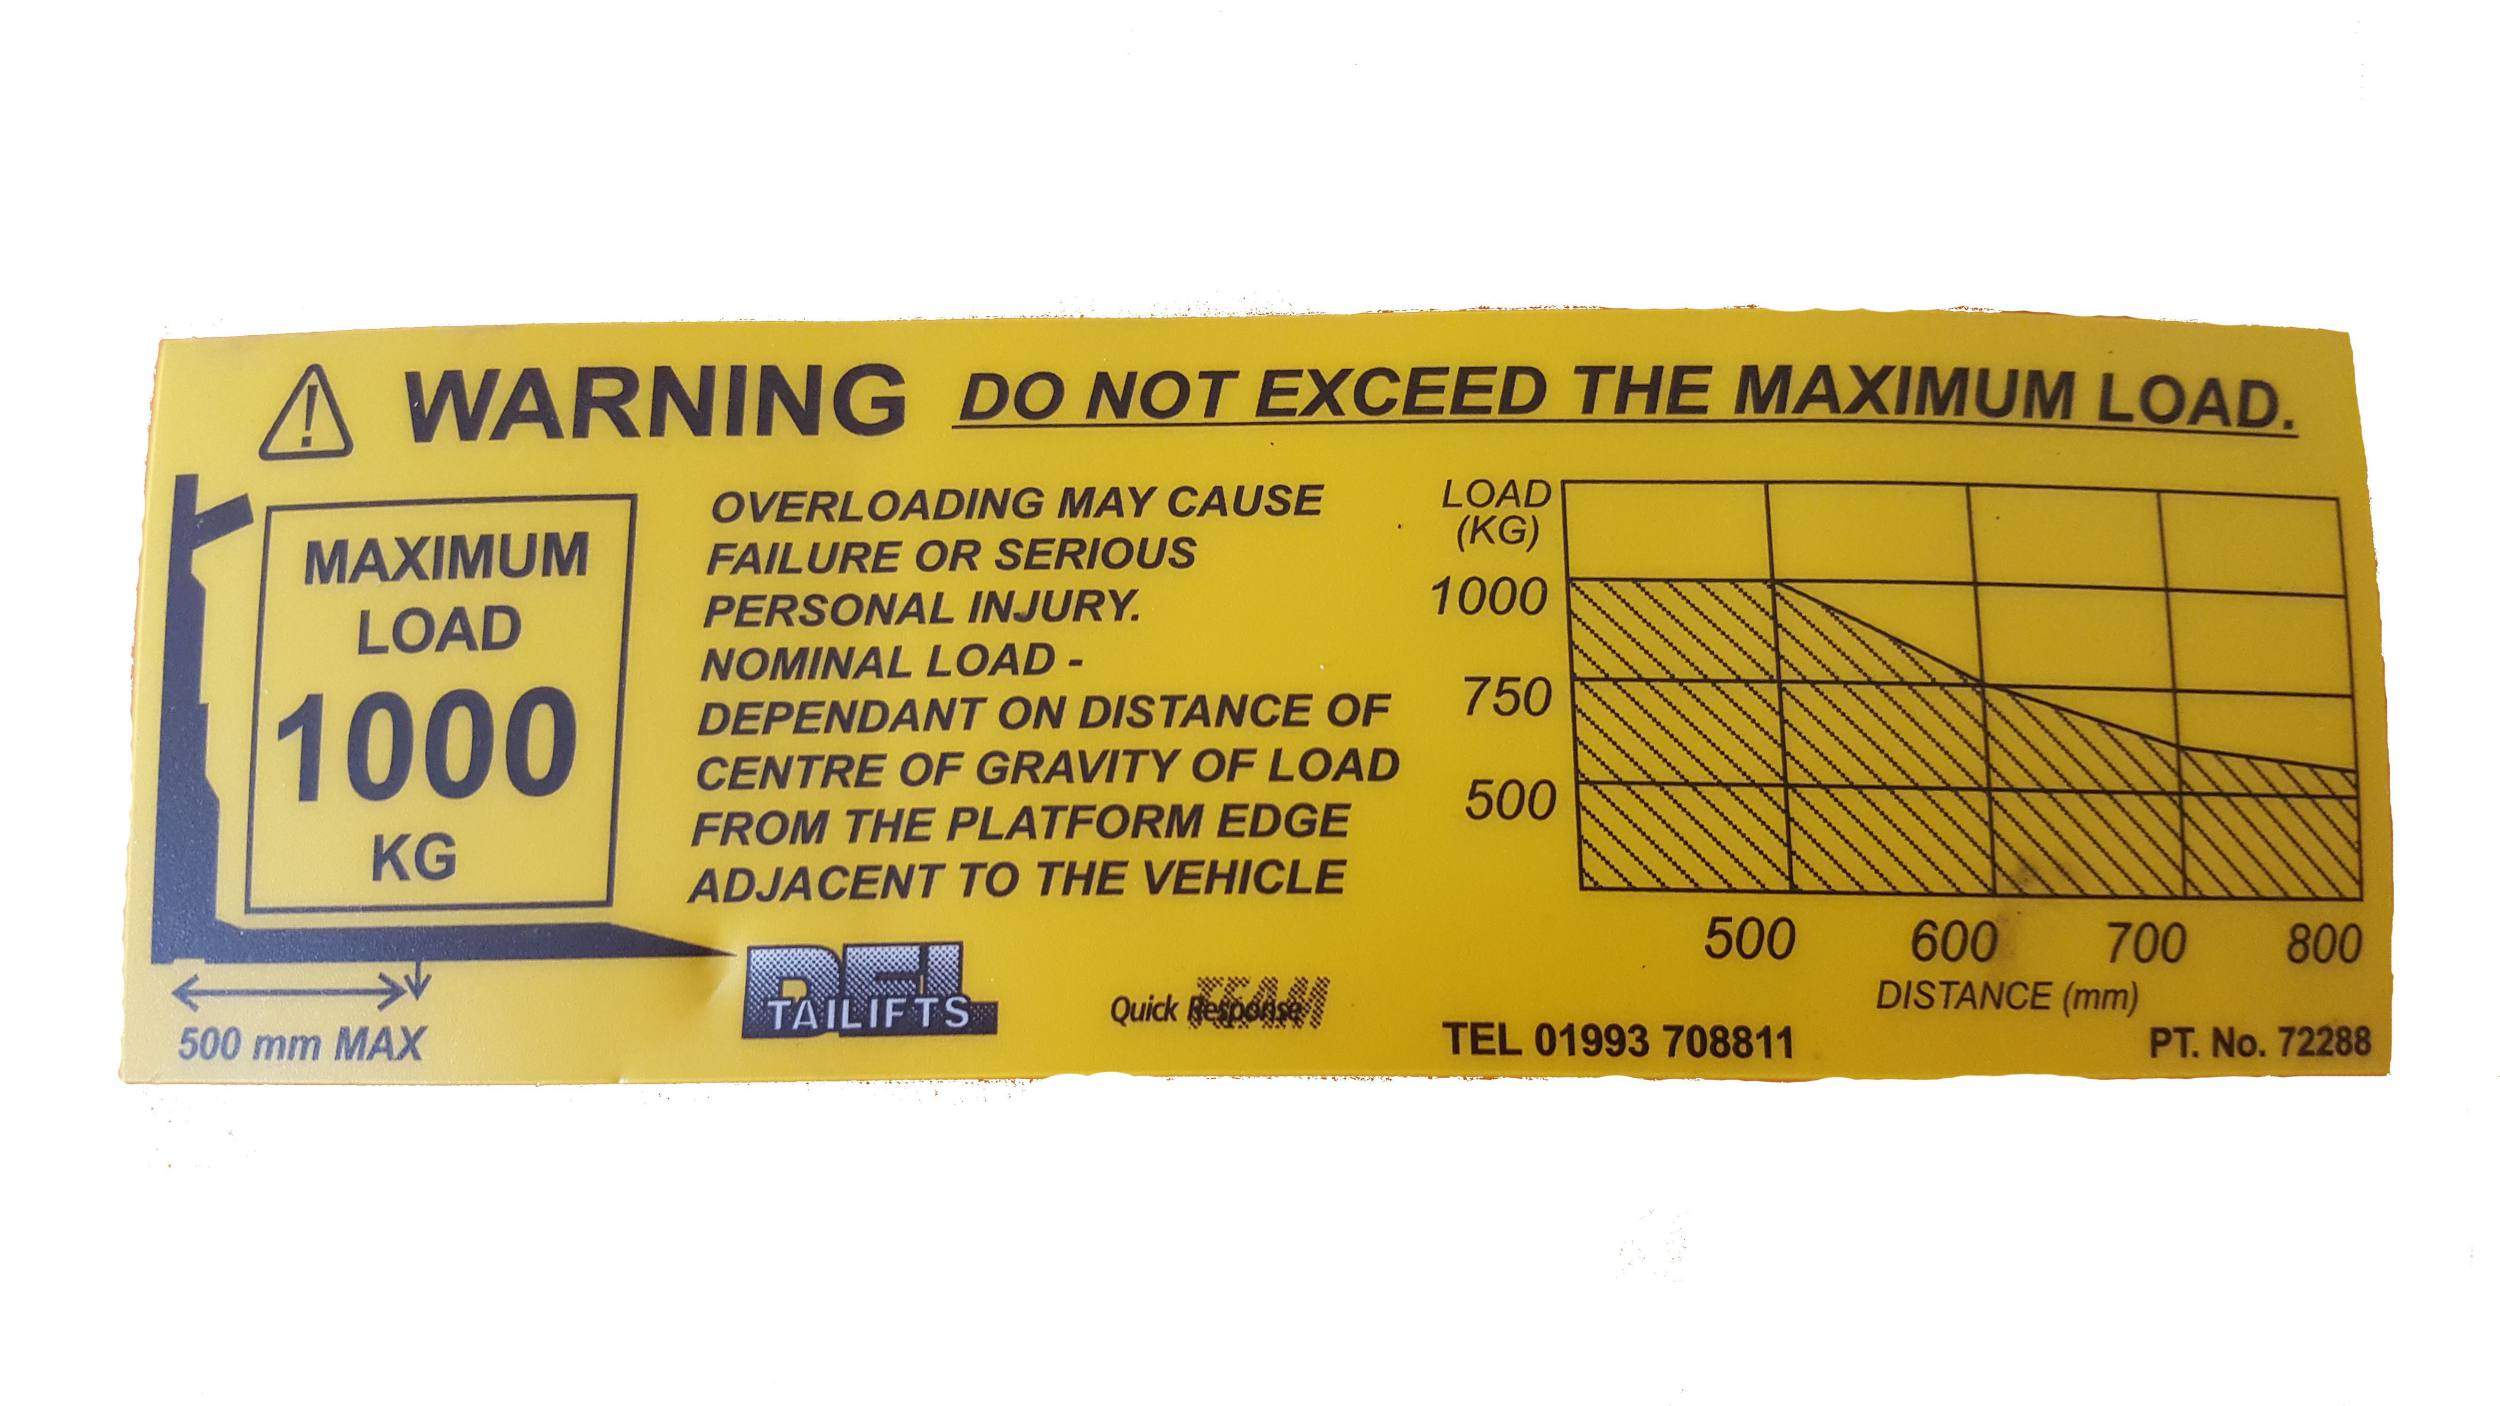 WARNING DO NOT EXCEED THE MAXIMUM LOAD.
MAXIMUM
LOAD
1000
KG
500 mm MAX
OVERLOADING MAY CAUSE
FAILURE OR SERIOUS
PERSONAL INJURY.
NOMINAL LOAD -
DEPENDANT ON DISTANCE OF
CENTRE OF GRAVITY OF LOAD
FROM THE PLATFORM EDGE
ADJACENT TO THE VEHICLE
DEL
TAILIFTS
Quick Response
TEAM
LOAD
(KG)
1000
750
500
500 600 700 800
DISTANCE (mm)
TEL 01993 708811
PT. No. 72288